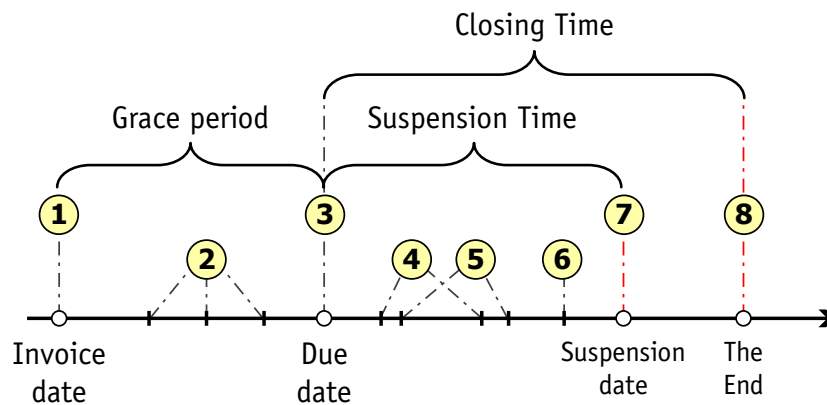 Closing Time
Grace period
Suspension Time
1
3
7
8
2
4
5
6
Invoice
date
Due
date
Suspension
date
The
End